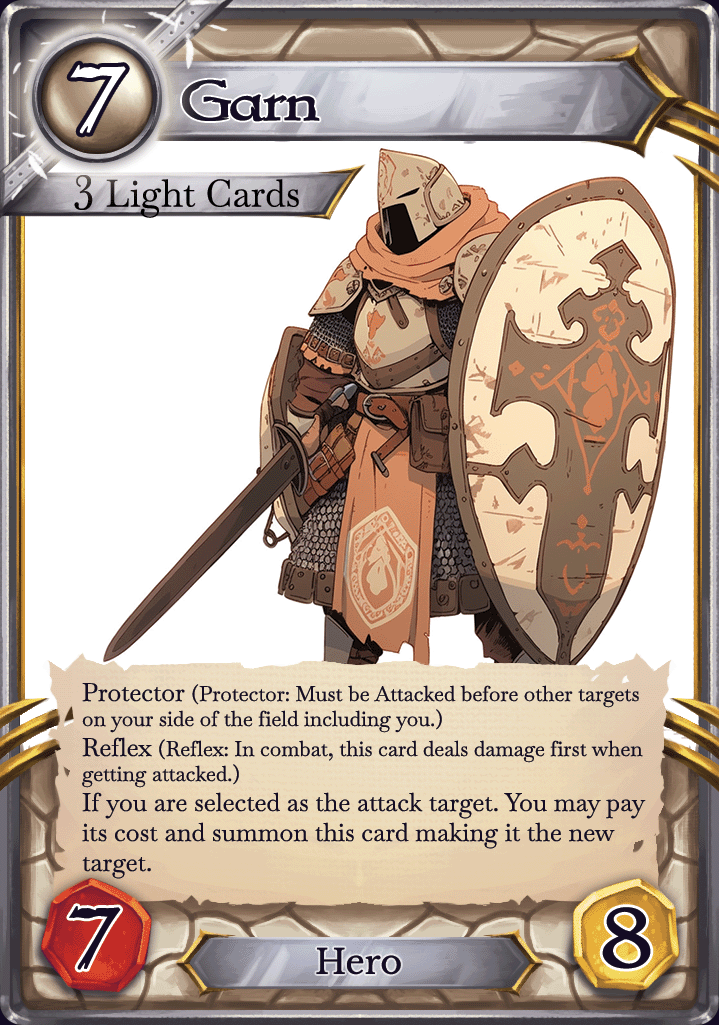 7
Garn
3 Light Cards
Protector (Protector: Must be Attacked before other targets
on your side of the field including you.)
Reflex (Reflex: In combat, this card deals damage first when
getting attacked.)
If you are selected as the attack target. You may pay
its cost and summon this card making it the new
target.
7
Hero
8